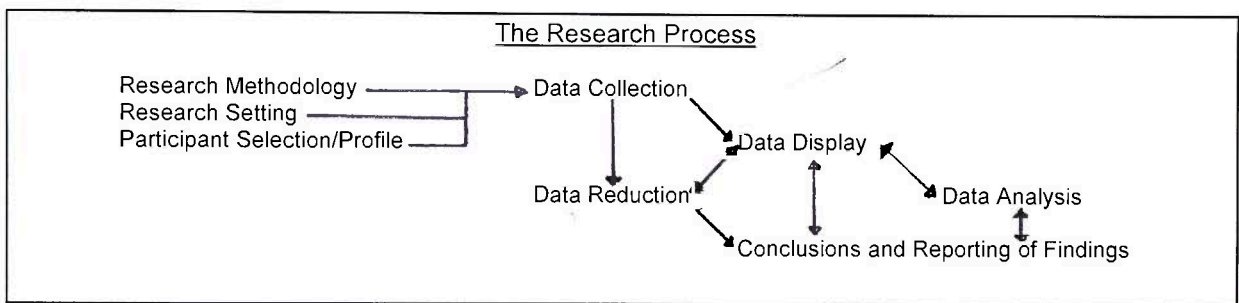 The Research Process
Research Methodology
Data Collection
Research Setting
Participant Selection/Profile
Data Display
Data Reduction
Data Analysis
Conclusions and Reporting of Findings